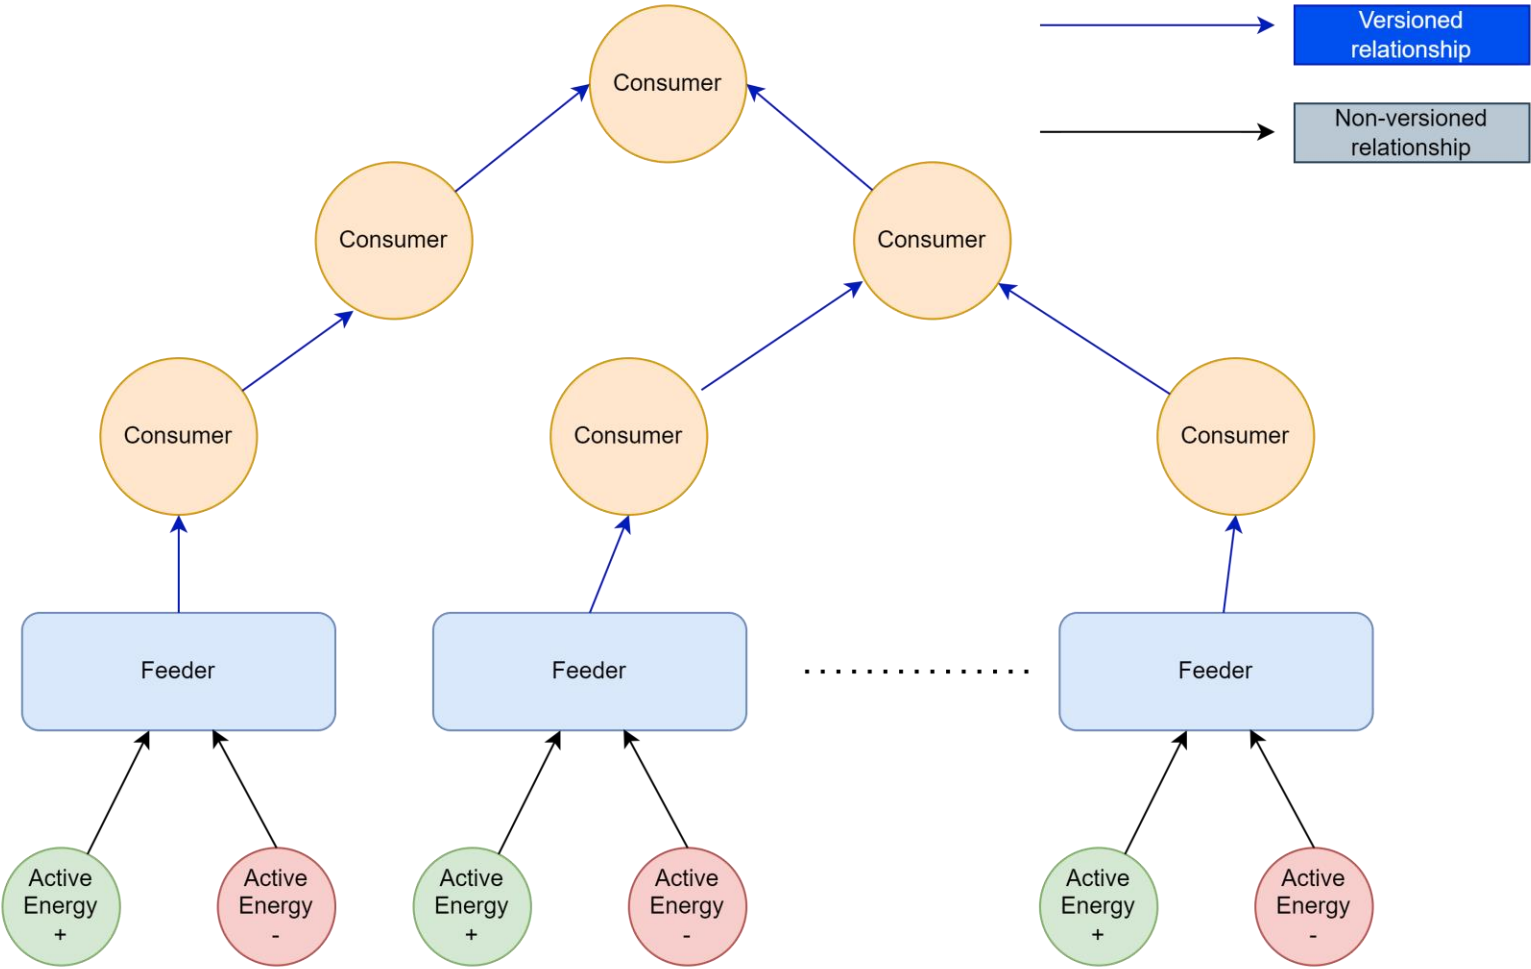 Versioned
relationship
Consumer
Non-versioned
relationship
Consumer
Consumer
Consumer
Consumer
Consumer
Feeder
Feeder
Feeder
Active
Energy
+
Active
Energy
-
Active
Energy
+
Active
Energy
-
Active
Energy
+
Active
Energy
-